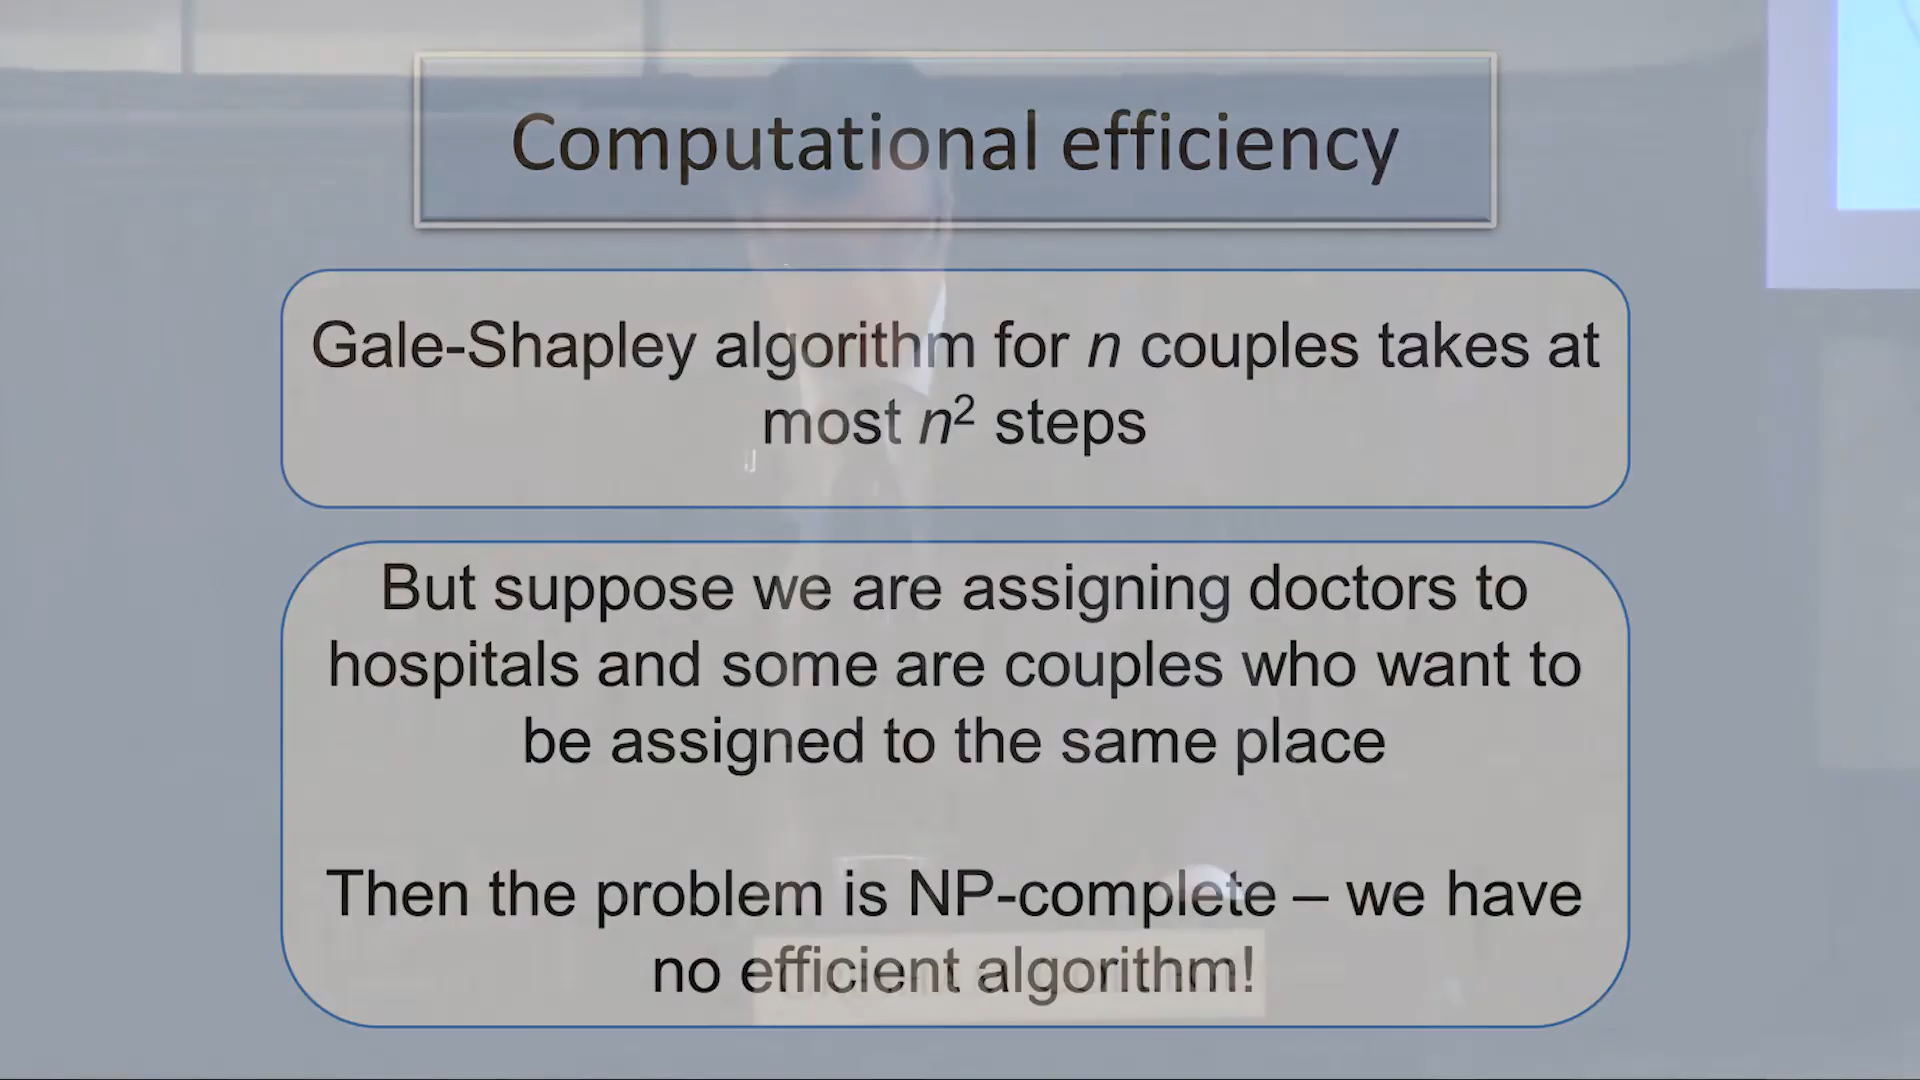 Computational efficiency
Gale-Shapley algorithm for n couples takes at
most n² steps
But suppose we are assigning doctors to
hospitals and some are couples who want to
be assigned to the same place
Then the problem is NP-complete – we have
no efficient algorithm!